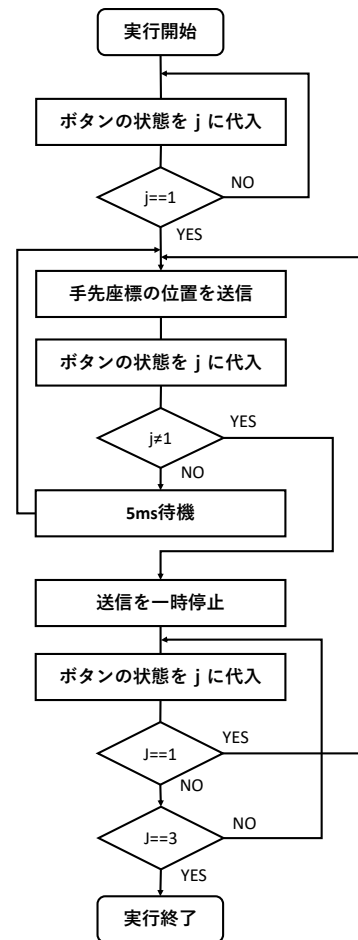 実行開始
ボタンの状態を j に代入
j==1
NO
YES
手先座標の位置を送信
ボタンの状態を j に代入
YES
j≠1
NO
5ms待機
送信を一時停止
ボタンの状態を j に代入
YES
J==1
NO
NO
J==3
YES
実行終了